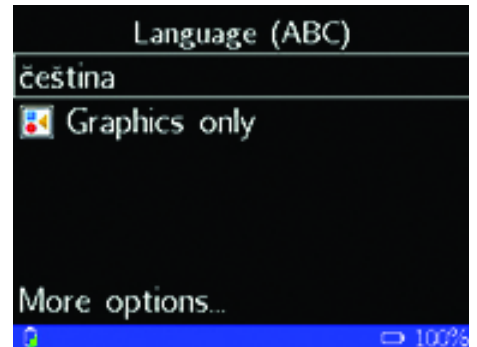 Language (ABC)
čeština
Graphics only
More options...
100%